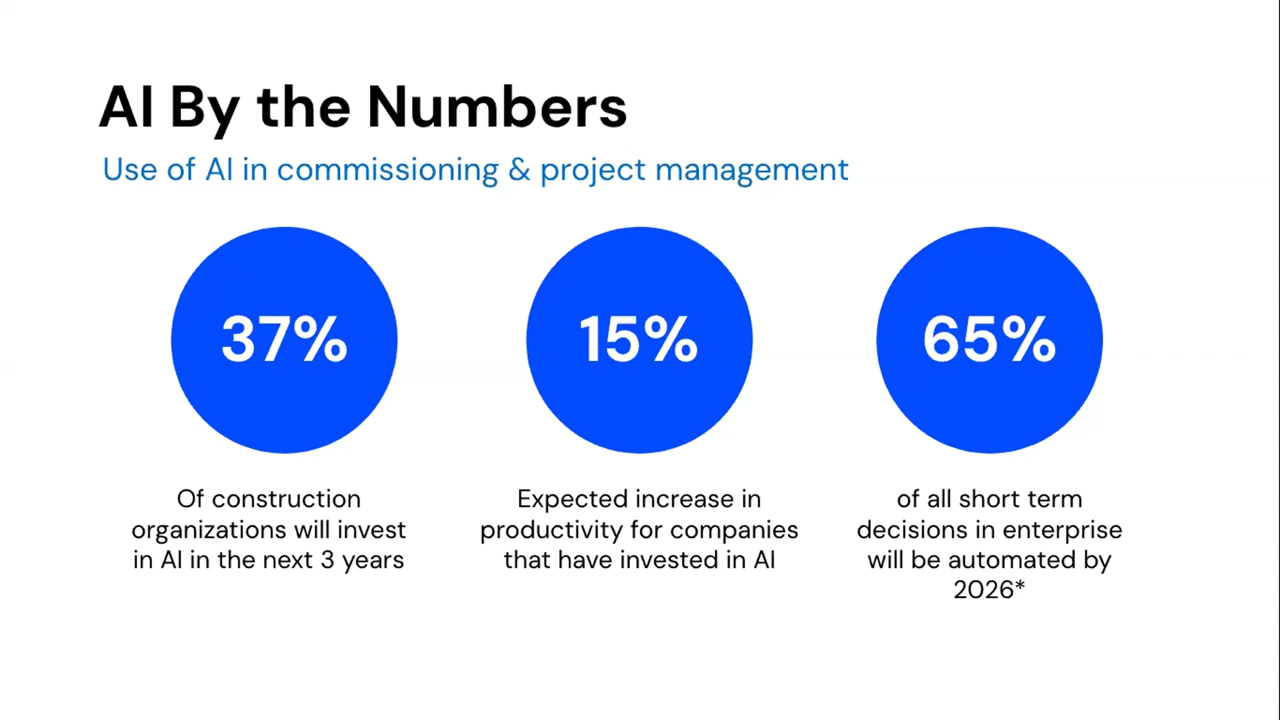 AI By the Numbers
Use of AI in commissioning & project management
37%
15%
65%
Of construction
organizations will invest
in AI in the next 3 years
Expected increase in
productivity for companies
that have invested in AI
of all short term
decisions in enterprise
will be automated by
2026*